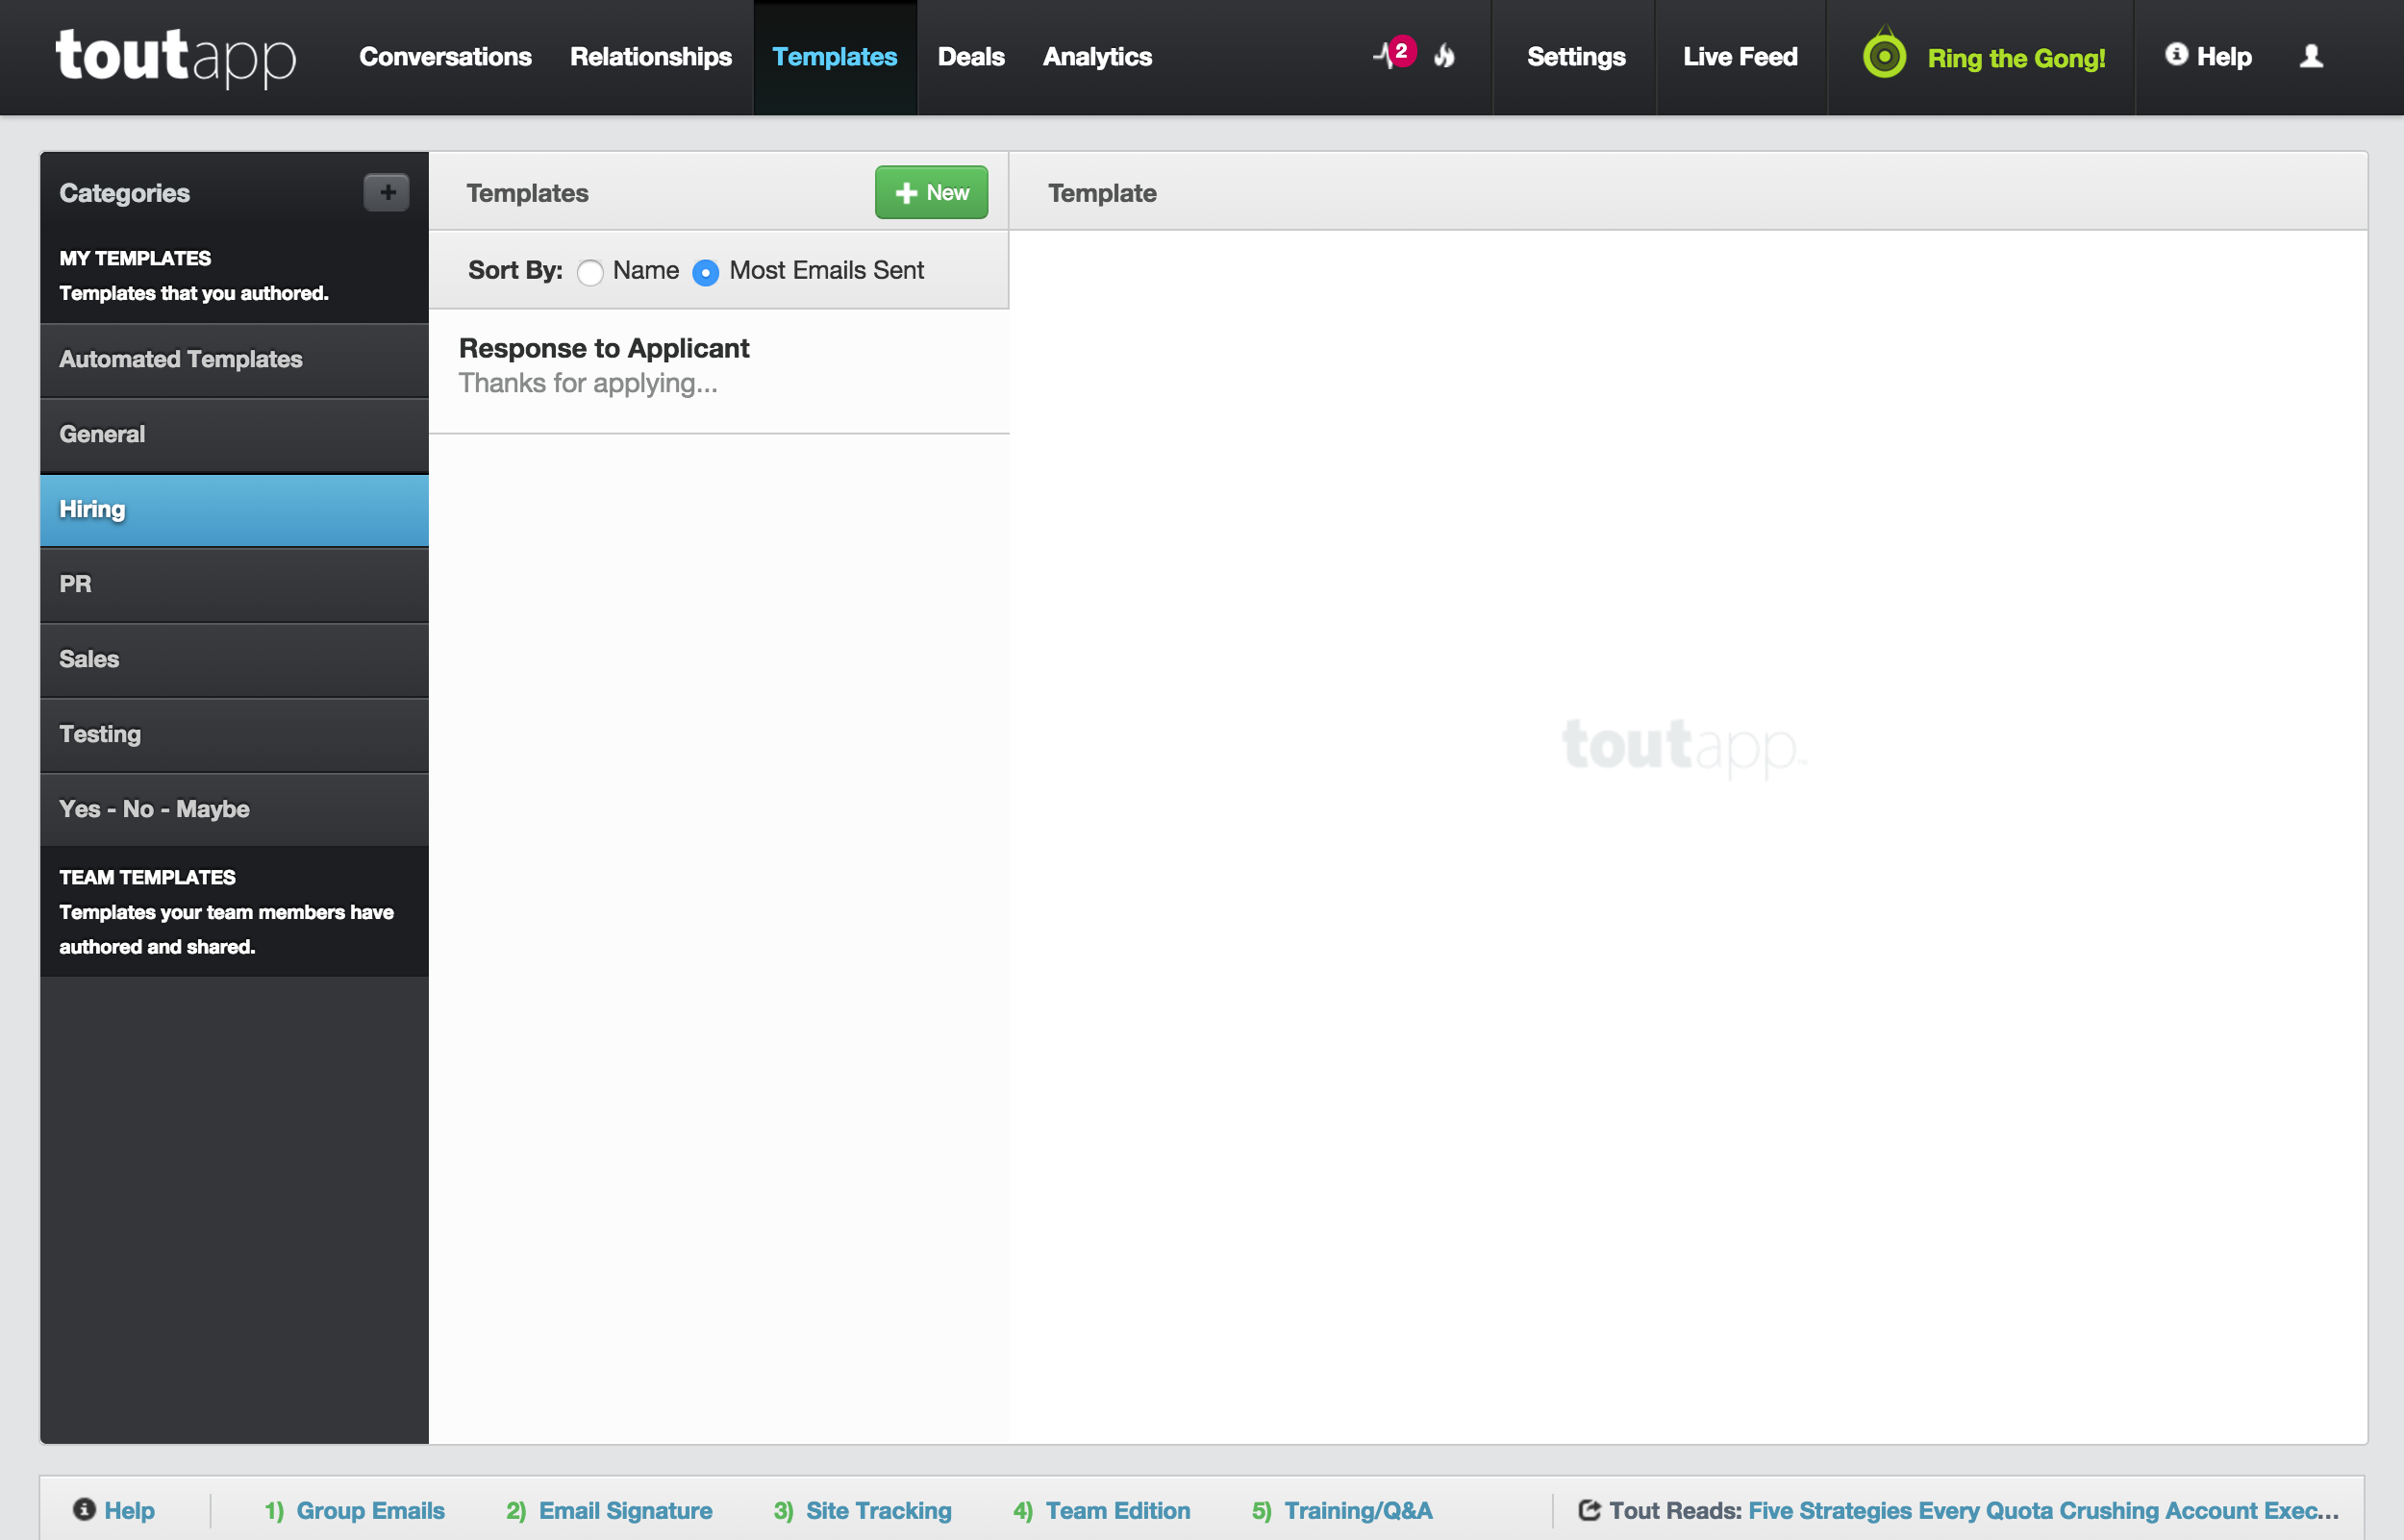 toutapp Conversations Relationships Templates Deals Analytics 2 Settings Live Feed Ring the Gong! Help
Categories
MY TEMPLATES
Templates that you authored.
Automated Templates
General
Hiring
PR
Sales
Testing
Yes - No - Maybe
TEAM TEMPLATES
Templates your team members have
authored and shared.
Templates New
Sort By: Name Most Emails Sent
Response to Applicant
Thanks for applying...
Template
toutapp
Help 1) Group Emails 2) Email Signature 3) Site Tracking 4) Team Edition 5) Training/Q&A Tout Reads: Five Strategies Every Quota Crushing Account Exec...